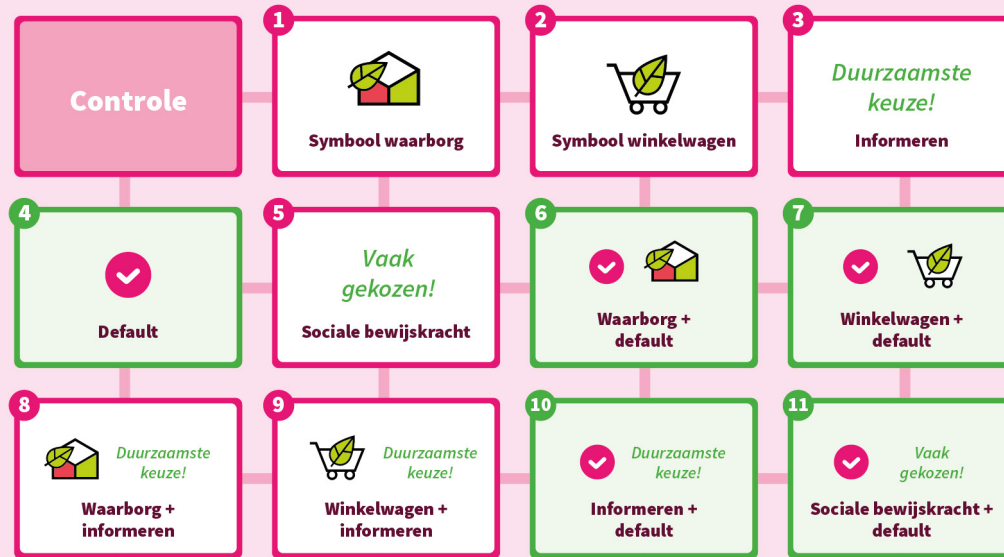 Controle
1
Symbool waarborg
2
Symbool winkelwagen
3
Duurzaamste
keuze!
Informeren
4
Default
5
Vaak
gekozen!
Sociale bewijskracht
6
Waarborg +
default
7
Winkelwagen +
default
8
Duurzaamste
keuze!
Waarborg +
informeren
9
Duurzaamste
keuze!
Winkelwagen +
informeren
10
Duurzaamste
keuze!
Informeren +
default
11
Vaak
gekozen!
Sociale bewijskracht +
default